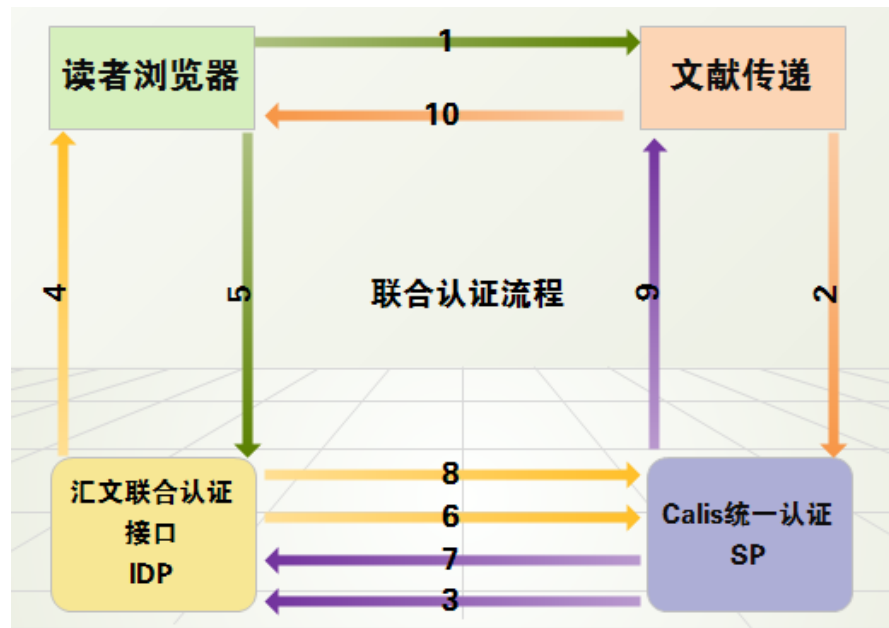 1
读者浏览器
文献传递
10
4
5
联合认证流程
9
2
汇文联合认证
接口
IDP
8
6
7
3
Calis统一认证
SP